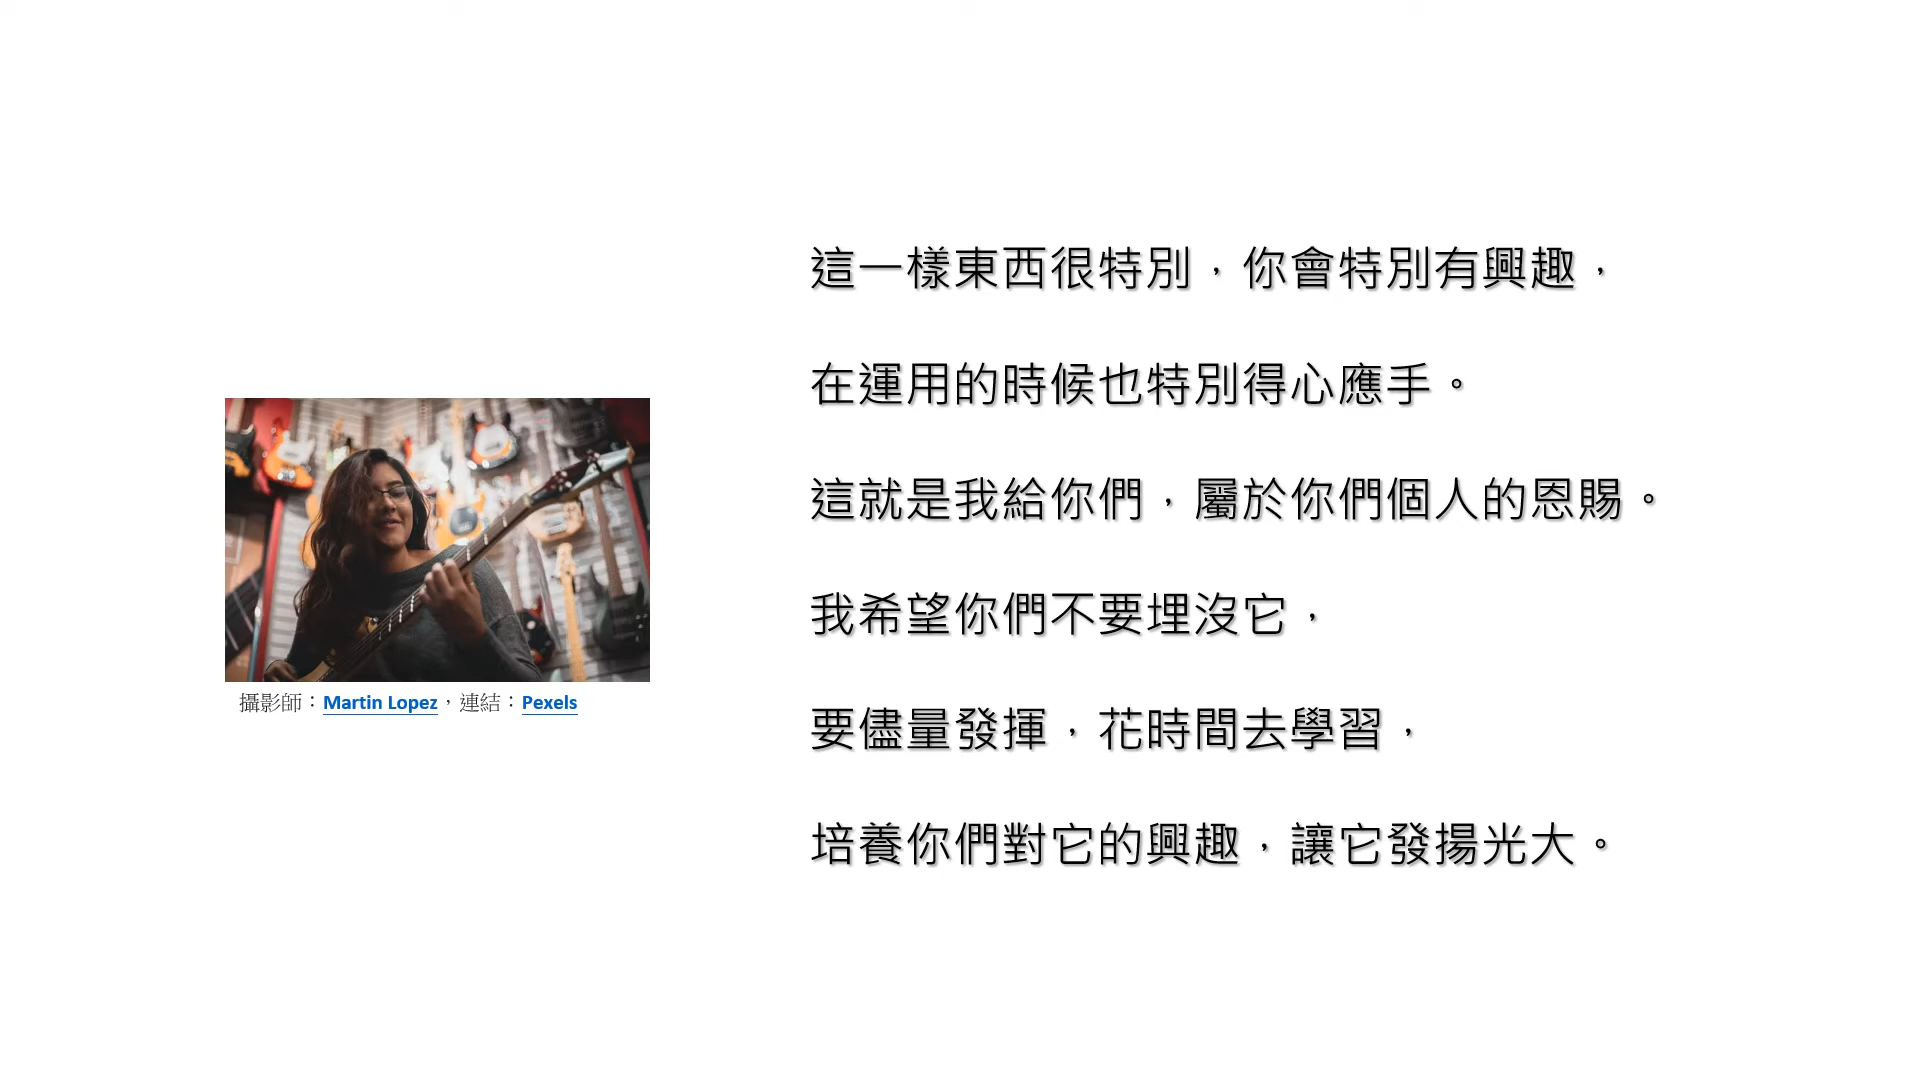 這一樣東西很特別，你會特別有興趣，
在運用的時候也特別得心應手。
這就是我給你們，屬於你們個人的恩賜。
我希望你們不要埋沒它，
要儘量發揮，花時間去學習，
培養你們對它的興趣，讓它發揚光大。
攝影師：Martin Lopez，連結：Pexels